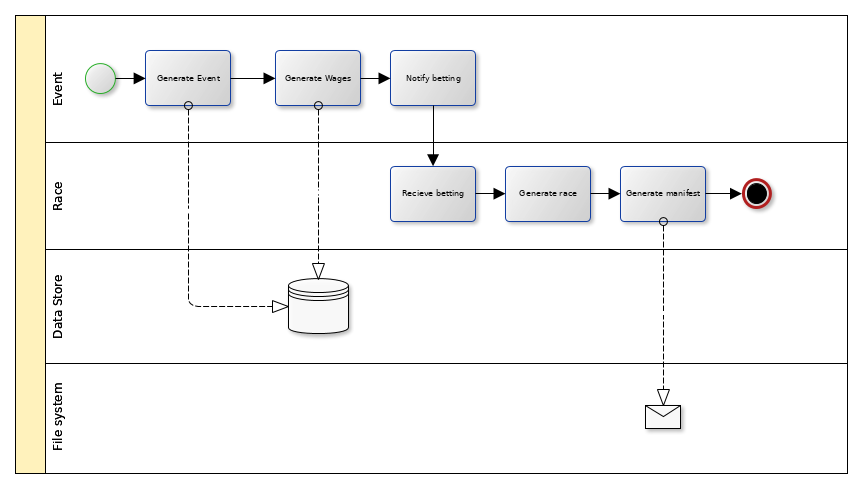 Event
Generate Event
Generate Wages
Notify betting
Race
Recieve betting
Generate race
Generate manifest
Data Store
File system